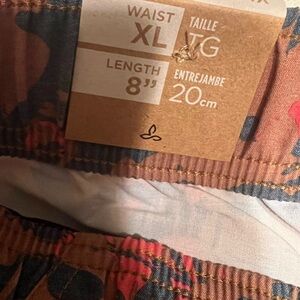 WAIST
XL
TAILLE
TG
LENGTH
8”
ENTREJAMBE
20cm